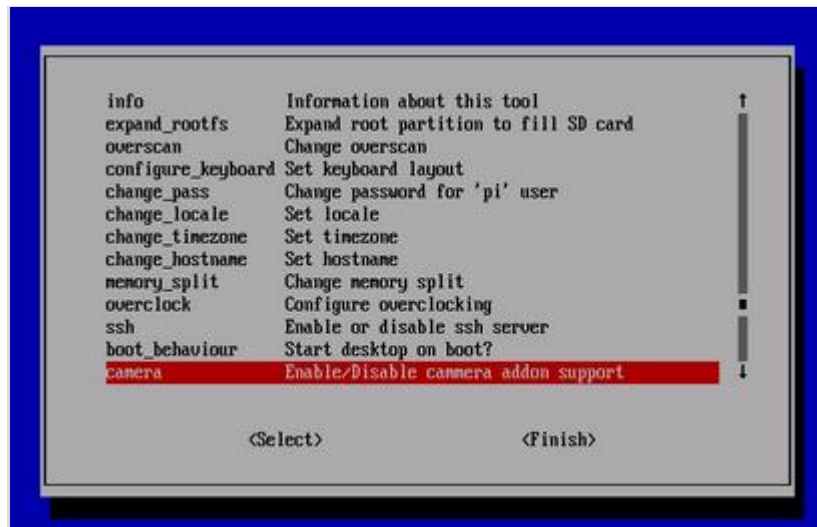 info Information about this tool
expand_rootfs Expand root partition to fill SD card
overscan Change overscan
configure_keyboard Set keyboard layout
change_pass Change password for 'pi' user
change_locale Set locale
change_timezone Set timezone
change_hostname Set hostname
memory_split Change memory split
overclock Configure overclocking
ssh Enable or disable ssh server
boot_behaviour Start desktop on boot?
camera Enable/Disable cammera addon support
<Select> <Finish>